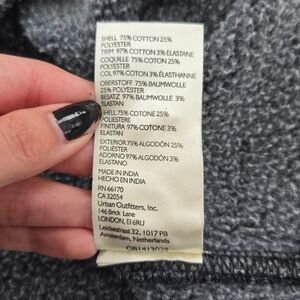 SHELL 75% COTTON 25%
POLYESTER
TRIM 97% COTTON 3% ELASTANE
COQUILLE 75% COTON 25%
POLYESTER
COL 97% COTON 3% ÉLASTHANNE
OBERSTOFF 75% BAUMWOLLE
25% POLYESTER
BESATZ 97% BAUMWOLLE 3%
ELASTAN
SHELL 75% COTONE 25%
POLIESTERE
FINITURA 97% COTONE 3%
ELASTAN
EXTERIOR 75% ALGODÓN 25%
POLIÉSTER
ADORNO 97% ALGODÓN 3%
ELASTANO
MADE IN INDIA
HECHO EN INDIA
RN 66170
CA 32054
Urban Outfitters, Inc.
146 Brick Lane
LONDON, E1 6RU
Leidsestraat 32, 1017 PB
Amsterdam, Netherlands